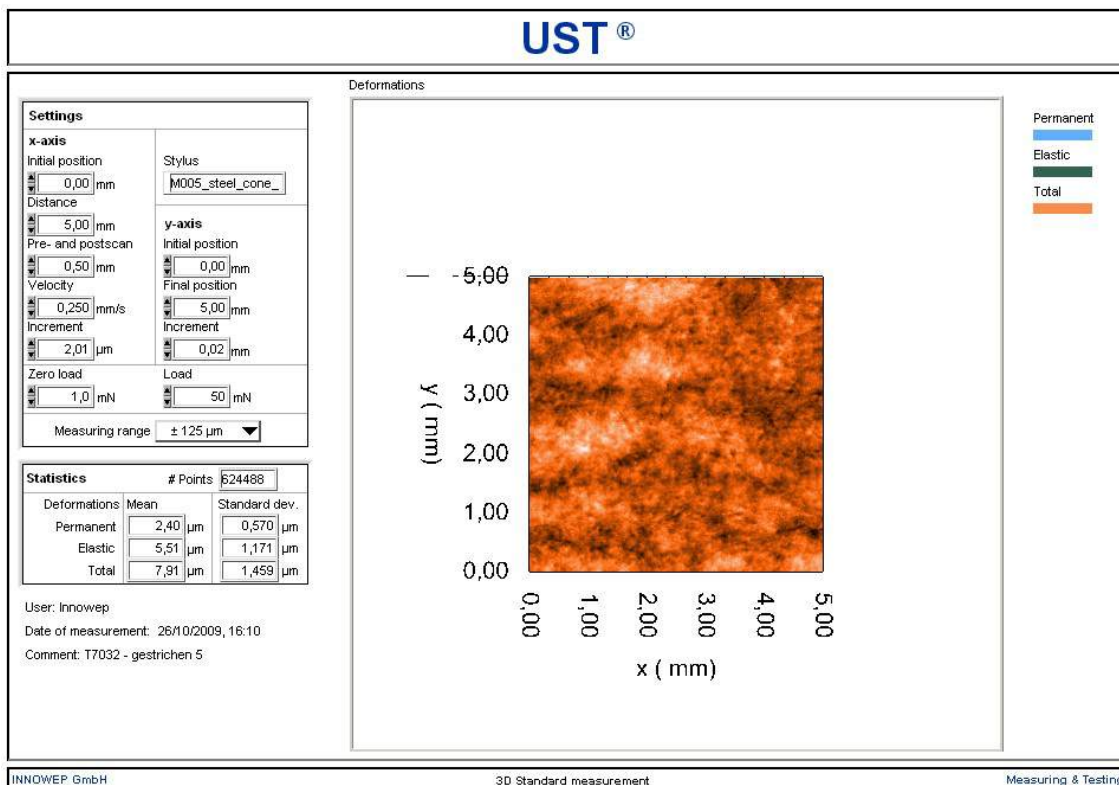 UST ®
Deformations
Settings
x-axis
Initial position
0,00 mm
Distance
5,00 mm
Pre- and postscan
0,50 mm
Velocity
0,250 mm/s
Increment
2,01 µm
Stylus
M005_steel_cone_
y-axis
Initial position
0,00 mm
Final position
5,00 mm
Increment
0,02 mm
Zero load
1,0 mN
Load
50 mN
Measuring range ± 125 µm
Statistics # Points 624488
Deformations Mean Standard dev.
Permanent 2,40 µm 0,570 µm
Elastic 5,51 µm 1,171 µm
Total 7,91 µm 1,459 µm
User: Innowep
Date of measurement: 26/10/2009, 16:10
Comment: T7032 - gestrichen 5
5,00
4,00
3,00
2,00
1,00
0,00
y ( mm)
0,00 1,00 2,00 3,00 4,00 5,00
x ( mm)
Permanent
Elastic
Total
INNOWEP GmbH 3D Standard measurement Measuring & Testing